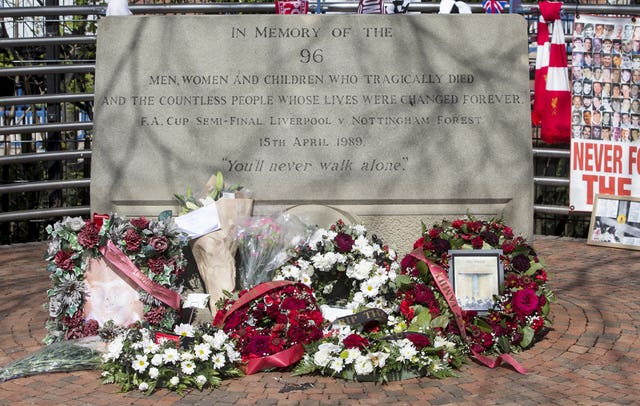 IN MEMORY OF THE
96
MEN, WOMEN AND CHILDREN WHO TRAGICALLY DIED
AND THE COUNTLESS PEOPLE WHOSE LIVES WERE CHANGED FOREVER.
F.A. CUP SEMI-FINAL, LIVERPOOL V. NOTTINGHAM FOREST
15TH APRIL 1989.
"You'll never walk alone."
NEVER FO
THE